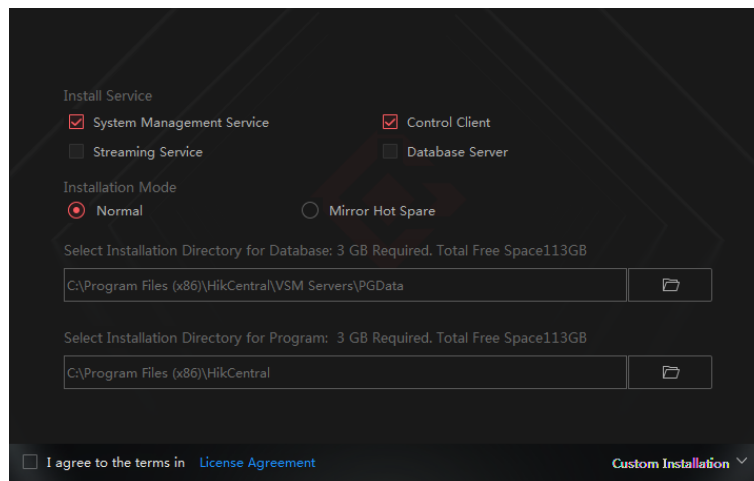 Install Service
System Management Service Control Client
Streaming Service Database Server
Installation Mode
Normal Mirror Hot Spare
Select Installation Directory for Database: 3 GB Required. Total Free Space113GB
C:\Program Files (x86)\HikCentral\VSM Servers\PGData
Select Installation Directory for Program:  3 GB Required. Total Free Space113GB
C:\Program Files (x86)\HikCentral
I agree to the terms in License Agreement Custom Installation